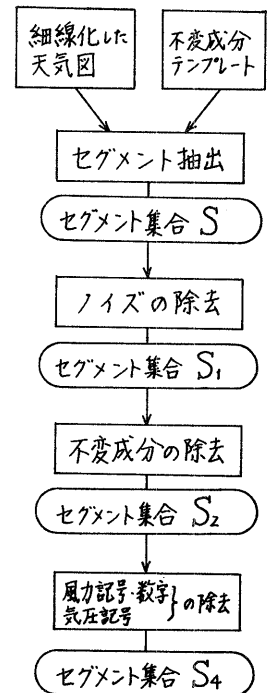 細線化した
天気図
不変成分
テンプレート
セグメント抽出
セグメント集合 S
ノイズの除去
セグメント集合 S₁
不変成分の除去
セグメント集合 S₂
風力記号・数字
気圧記号
}の除去
セグメント集合 S₄